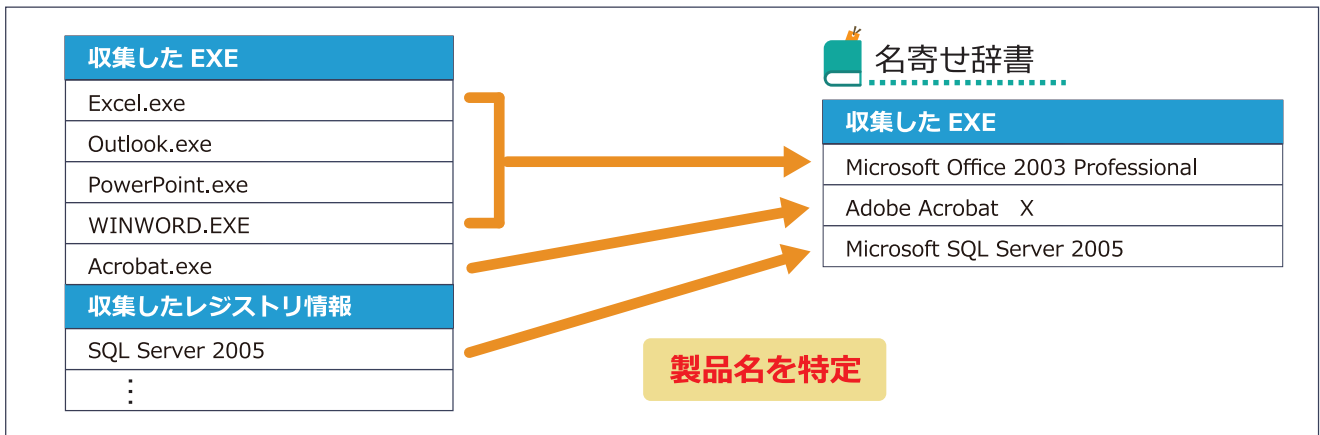 収集した EXE
Excel.exe
Outlook.exe
PowerPoint.exe
WINWORD.EXE
Acrobat.exe
収集したレジストリ情報
SQL Server 2005
⋮
名寄せ辞書
収集した EXE
Microsoft Office 2003 Professional
Adobe Acrobat　X
Microsoft SQL Server 2005
製品名を特定